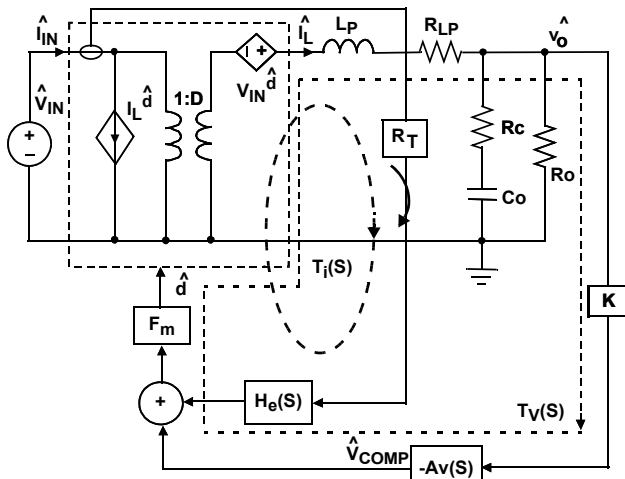 Î_IN
Î_L
L_P
R_LP
v̂_o
V̂_IN
+
−
I_L d̂
1:D
+
V_IN d̂
R_T
Rc
Ro
Co
T_i(S)
d̂
K
F_m
+
H_e(S)
T_V(S)
V̂_COMP
-Av(S)